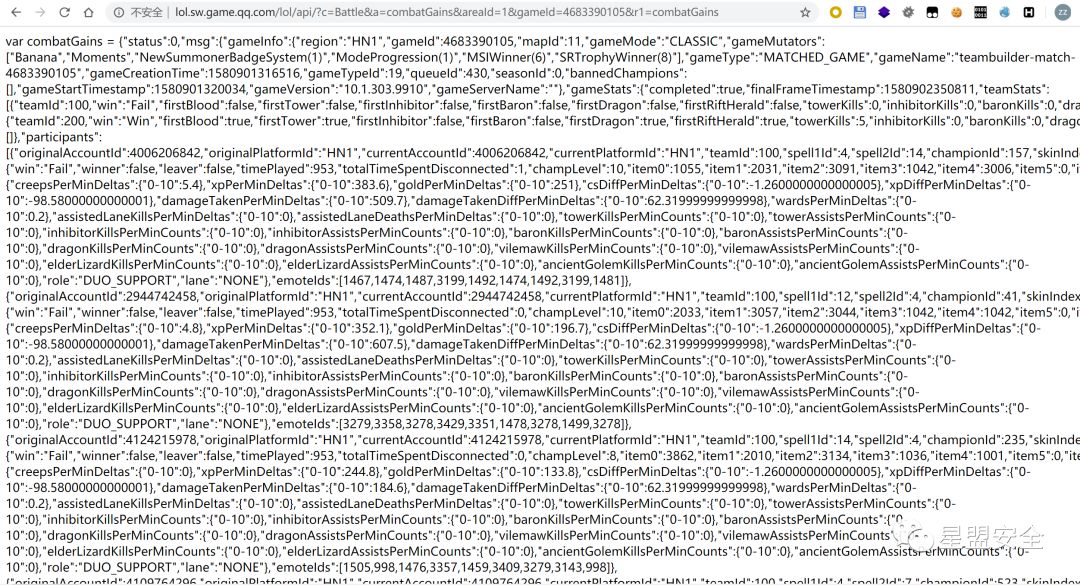 不安全 | lol.sw.game.qq.com/lol/api/?c=Battle&a=combatGains&areaId=1&gameId=4683390105&r1=combatGains
ZZ
var combatGains = {"status":0,"msg":{"gameInfo":{"region":"HN1","gameId":4683390105,"mapId":11,"gameMode":"CLASSIC","gameMutators":
["Banana","Moments","NewSummonerBadgeSystem(1)","ModeProgression(1)","MSIWinner(6)","SRTrophyWinner(8)"],"gameType":"MATCHED_GAME","gameName":"teambuilder-match-
4683390105","gameCreationTime":1580901316516,"gameTypeId":19,"queueId":430,"seasonId":0,"bannedChampions":
[],"gameStartTimestamp":1580901320034,"gameVersion":"10.1.303.9910","gameServerName":""},"gameStats":{"completed":true,"finalFrameTimestamp":1580902350811,"teamStats":
[{"teamId":100,"win":"Fail","firstBlood":false,"firstTower":false,"firstInhibitor":false,"firstBaron":false,"firstDragon":false,"firstRiftHerald":false,"towerKills":0,"inhibitorKills":0,"baronKills":0,"dra
{"teamId":200,"win":"Win","firstBlood":true,"firstTower":true,"firstInhibitor":false,"firstBaron":false,"firstDragon":true,"firstRiftHerald":true,"towerKills":5,"inhibitorKills":0,"baronKills":0,"drago
[]},"participants":
[{"originalAccountId":4006206842,"originalPlatformId":"HN1","currentAccountId":4006206842,"currentPlatformId":"HN1","teamId":100,"spell1Id":4,"spell2Id":14,"championId":157,"skinInde
{"win":"Fail","winner":false,"leaver":false,"timePlayed":953,"totalTimeSpentDisconnected":1,"champLevel":10,"item0":1055,"item1":2031,"item2":3091,"item3":1042,"item4":3006,"item5":0,"i
{"creepsPerMinDeltas":{"0-10":5.4},"xpPerMinDeltas":{"0-10":383.6},"goldPerMinDeltas":{"0-10":251},"csDiffPerMinDeltas":{"0-10":-1.2600000000000005},"xpDiffPerMinDeltas":{"0-
10":-98.58000000000001},"damageTakenPerMinDeltas":{"0-10":509.7},"damageTakenDiffPerMinDeltas":{"0-10":62.31999999999998},"wardsPerMinDeltas":{"0-
10":0.2},"assistedLaneKillsPerMinDeltas":{"0-10":0},"assistedLaneDeathsPerMinDeltas":{"0-10":0},"towerKillsPerMinCounts":{"0-10":0},"towerAssistsPerMinCounts":{"0-
10":0},"inhibitorKillsPerMinCounts":{"0-10":0},"inhibitorAssistsPerMinCounts":{"0-10":0},"baronKillsPerMinCounts":{"0-10":0},"baronAssistsPerMinCounts":{"0-
10":0},"dragonKillsPerMinCounts":{"0-10":0},"dragonAssistsPerMinCounts":{"0-10":0},"vilemawKillsPerMinCounts":{"0-10":0},"vilemawAssistsPerMinCounts":{"0-
10":0},"elderLizardKillsPerMinCounts":{"0-10":0},"elderLizardAssistsPerMinCounts":{"0-10":0},"ancientGolemKillsPerMinCounts":{"0-10":0},"ancientGolemAssistsPerMinCounts":{"0-
10":0},"role":"DUO_SUPPORT","lane":"NONE"},"emoteIds":[1467,1474,1487,3199,1492,1474,1492,3199,1481]},
{"originalAccountId":2944742458,"originalPlatformId":"HN1","currentAccountId":2944742458,"currentPlatformId":"HN1","teamId":100,"spell1Id":12,"spell2Id":4,"championId":41,"skinIndex
{"win":"Fail","winner":false,"leaver":false,"timePlayed":953,"totalTimeSpentDisconnected":0,"champLevel":10,"item0":2033,"item1":3057,"item2":3044,"item3":1042,"item4":1042,"item5":0,"i
{"creepsPerMinDeltas":{"0-10":4.8},"xpPerMinDeltas":{"0-10":352.1},"goldPerMinDeltas":{"0-10":196.7},"csDiffPerMinDeltas":{"0-10":-1.2600000000000005},"xpDiffPerMinDeltas":{"0-
10":-98.58000000000001},"damageTakenPerMinDeltas":{"0-10":607.5},"damageTakenDiffPerMinDeltas":{"0-10":62.31999999999998},"wardsPerMinDeltas":{"0-
10":0.2},"assistedLaneKillsPerMinDeltas":{"0-10":0},"assistedLaneDeathsPerMinDeltas":{"0-10":0},"towerKillsPerMinCounts":{"0-10":0},"towerAssistsPerMinCounts":{"0-
10":0},"inhibitorKillsPerMinCounts":{"0-10":0},"inhibitorAssistsPerMinCounts":{"0-10":0},"baronKillsPerMinCounts":{"0-10":0},"baronAssistsPerMinCounts":{"0-
10":0},"dragonKillsPerMinCounts":{"0-10":0},"dragonAssistsPerMinCounts":{"0-10":0},"vilemawKillsPerMinCounts":{"0-10":0},"vilemawAssistsPerMinCounts":{"0-
10":0},"elderLizardKillsPerMinCounts":{"0-10":0},"elderLizardAssistsPerMinCounts":{"0-10":0},"ancientGolemKillsPerMinCounts":{"0-10":0},"ancientGolemAssistsPerMinCounts":{"0-
10":0},"role":"DUO_SUPPORT","lane":"NONE"},"emoteIds":[3279,3358,3278,3429,3351,1478,3278,1499,3278]},
{"originalAccountId":4124215978,"originalPlatformId":"HN1","currentAccountId":4124215978,"currentPlatformId":"HN1","teamId":100,"spell1Id":14,"spell2Id":4,"championId":235,"skinInde
{"win":"Fail","winner":false,"leaver":false,"timePlayed":953,"totalTimeSpentDisconnected":0,"champLevel":8,"item0":3862,"item1":2010,"item2":3134,"item3":1036,"item4":1001,"item5":0,"ite
{"creepsPerMinDeltas":{"0-10":0},"xpPerMinDeltas":{"0-10":244.8},"goldPerMinDeltas":{"0-10":133.8},"csDiffPerMinDeltas":{"0-10":-1.2600000000000005},"xpDiffPerMinDeltas":{"0-
10":-98.58000000000001},"damageTakenPerMinDeltas":{"0-10":184.6},"damageTakenDiffPerMinDeltas":{"0-10":62.31999999999998},"wardsPerMinDeltas":{"0-
10":0.2},"assistedLaneKillsPerMinDeltas":{"0-10":0},"assistedLaneDeathsPerMinDeltas":{"0-10":0},"towerKillsPerMinCounts":{"0-10":0},"towerAssistsPerMinCounts":{"0-
10":0},"inhibitorKillsPerMinCounts":{"0-10":0},"inhibitorAssistsPerMinCounts":{"0-10":0},"baronKillsPerMinCounts":{"0-10":0},"baronAssistsPerMinCounts":{"0-
10":0},"dragonKillsPerMinCounts":{"0-10":0},"dragonAssistsPerMinCounts":{"0-10":0},"vilemawKillsPerMinCounts":{"0-10":0},"vilemawAssistsPerMinCounts":{"0-
10":0},"elderLizardKillsPerMinCounts":{"0-10":0},"elderLizardAssistsPerMinCounts":{"0-10":0},"ancientGolemKillsPerMinCounts":{"0-10":0},"ancientGolemAssistsPerMinCounts":{"0-
星盟安全
10":0},"role":"DUO_SUPPORT","lane":"NONE"},"emoteIds":[1505,998,1476,3357,1459,3409,3279,3143,998]},